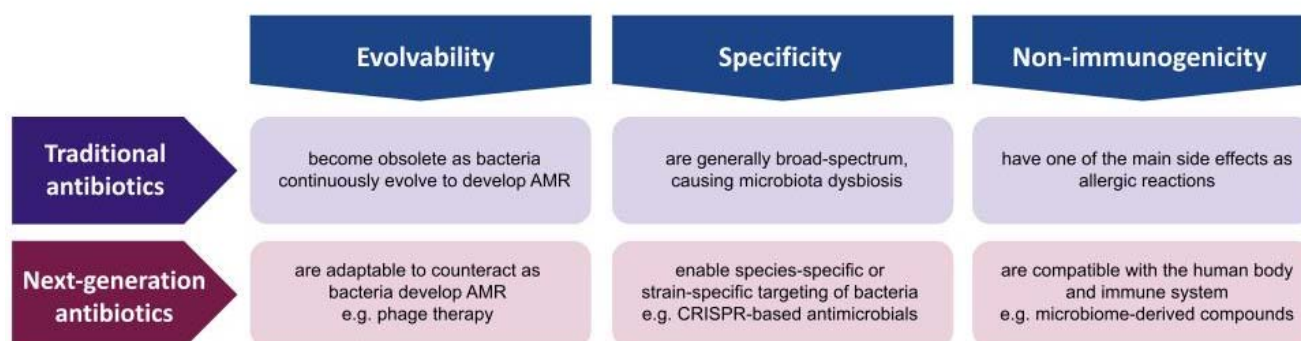 Evolvability
Specificity
Non-immunogenicity
Traditional
antibiotics
become obsolete as bacteria
continuously evolve to develop AMR
are generally broad-spectrum,
causing microbiota dysbiosis
have one of the main side effects as
allergic reactions
Next-generation
antibiotics
are adaptable to counteract as
bacteria develop AMR
e.g. phage therapy
enable species-specific or
strain-specific targeting of bacteria
e.g. CRISPR-based antimicrobials
are compatible with the human body
and immune system
e.g. microbiome-derived compounds